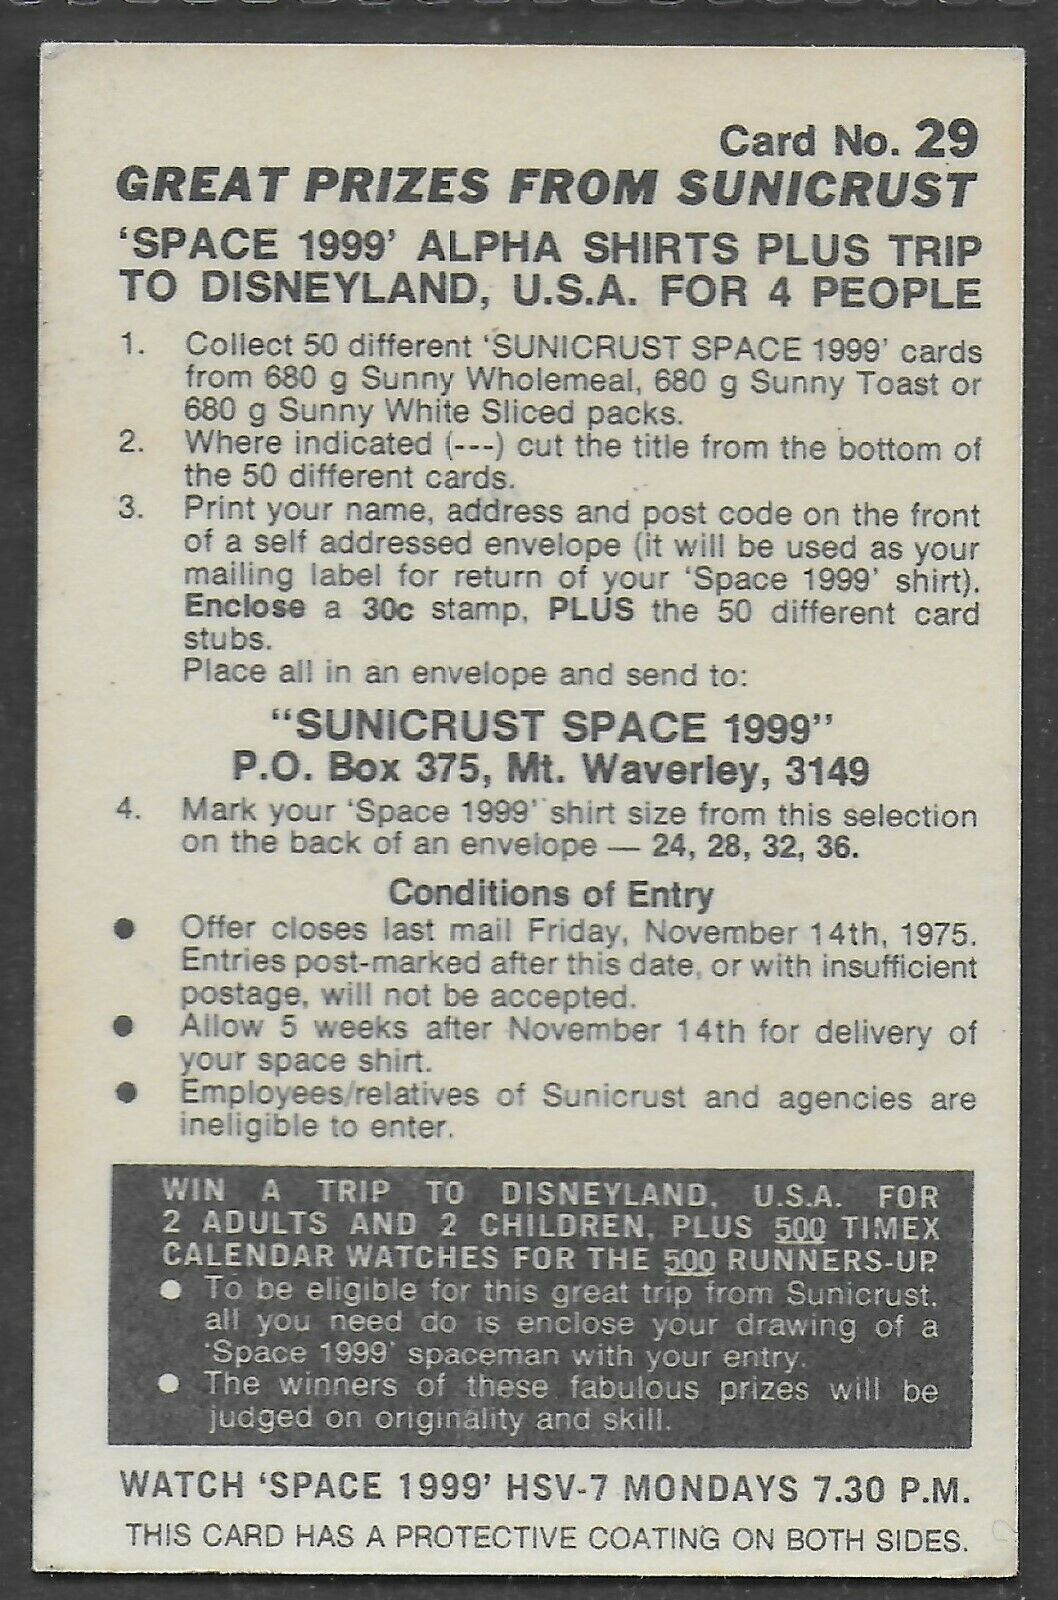 Card No. 29
GREAT PRIZES FROM SUNICRUST
'SPACE 1999' ALPHA SHIRTS PLUS TRIP
TO DISNEYLAND, U.S.A. FOR 4 PEOPLE
1. Collect 50 different 'SUNICRUST SPACE 1999' cards
from 680 g Sunny Wholemeal, 680 g Sunny Toast or
680 g Sunny White Sliced packs.
2. Where indicated (---) cut the title from the bottom of
the 50 different cards.
3. Print your name, address and post code on the front
of a self addressed envelope (it will be used as your
mailing label for return of your 'Space 1999' shirt).
Enclose a 30c stamp, PLUS the 50 different card
stubs.
Place all in an envelope and send to:
"SUNICRUST SPACE 1999"
P.O. Box 375, Mt. Waverley, 3149
4. Mark your 'Space 1999' shirt size from this selection
on the back of an envelope — 24, 28, 32, 36.
Conditions of Entry
● Offer closes last mail Friday, November 14th, 1975.
Entries post-marked after this date, or with insufficient
postage, will not be accepted.
● Allow 5 weeks after November 14th for delivery of
your space shirt.
● Employees/relatives of Sunicrust and agencies are
ineligible to enter.
WIN A TRIP TO DISNEYLAND, U.S.A. FOR
2 ADULTS AND 2 CHILDREN, PLUS 500 TIMEX
CALENDAR WATCHES FOR THE 500 RUNNERS-UP.
● To be eligible for this great trip from Sunicrust,
all you need do is enclose your drawing of a
'Space 1999' spaceman with your entry.
● The winners of these fabulous prizes will be
judged on originality and skill.
WATCH 'SPACE 1999' HSV-7 MONDAYS 7.30 P.M.
THIS CARD HAS A PROTECTIVE COATING ON BOTH SIDES.